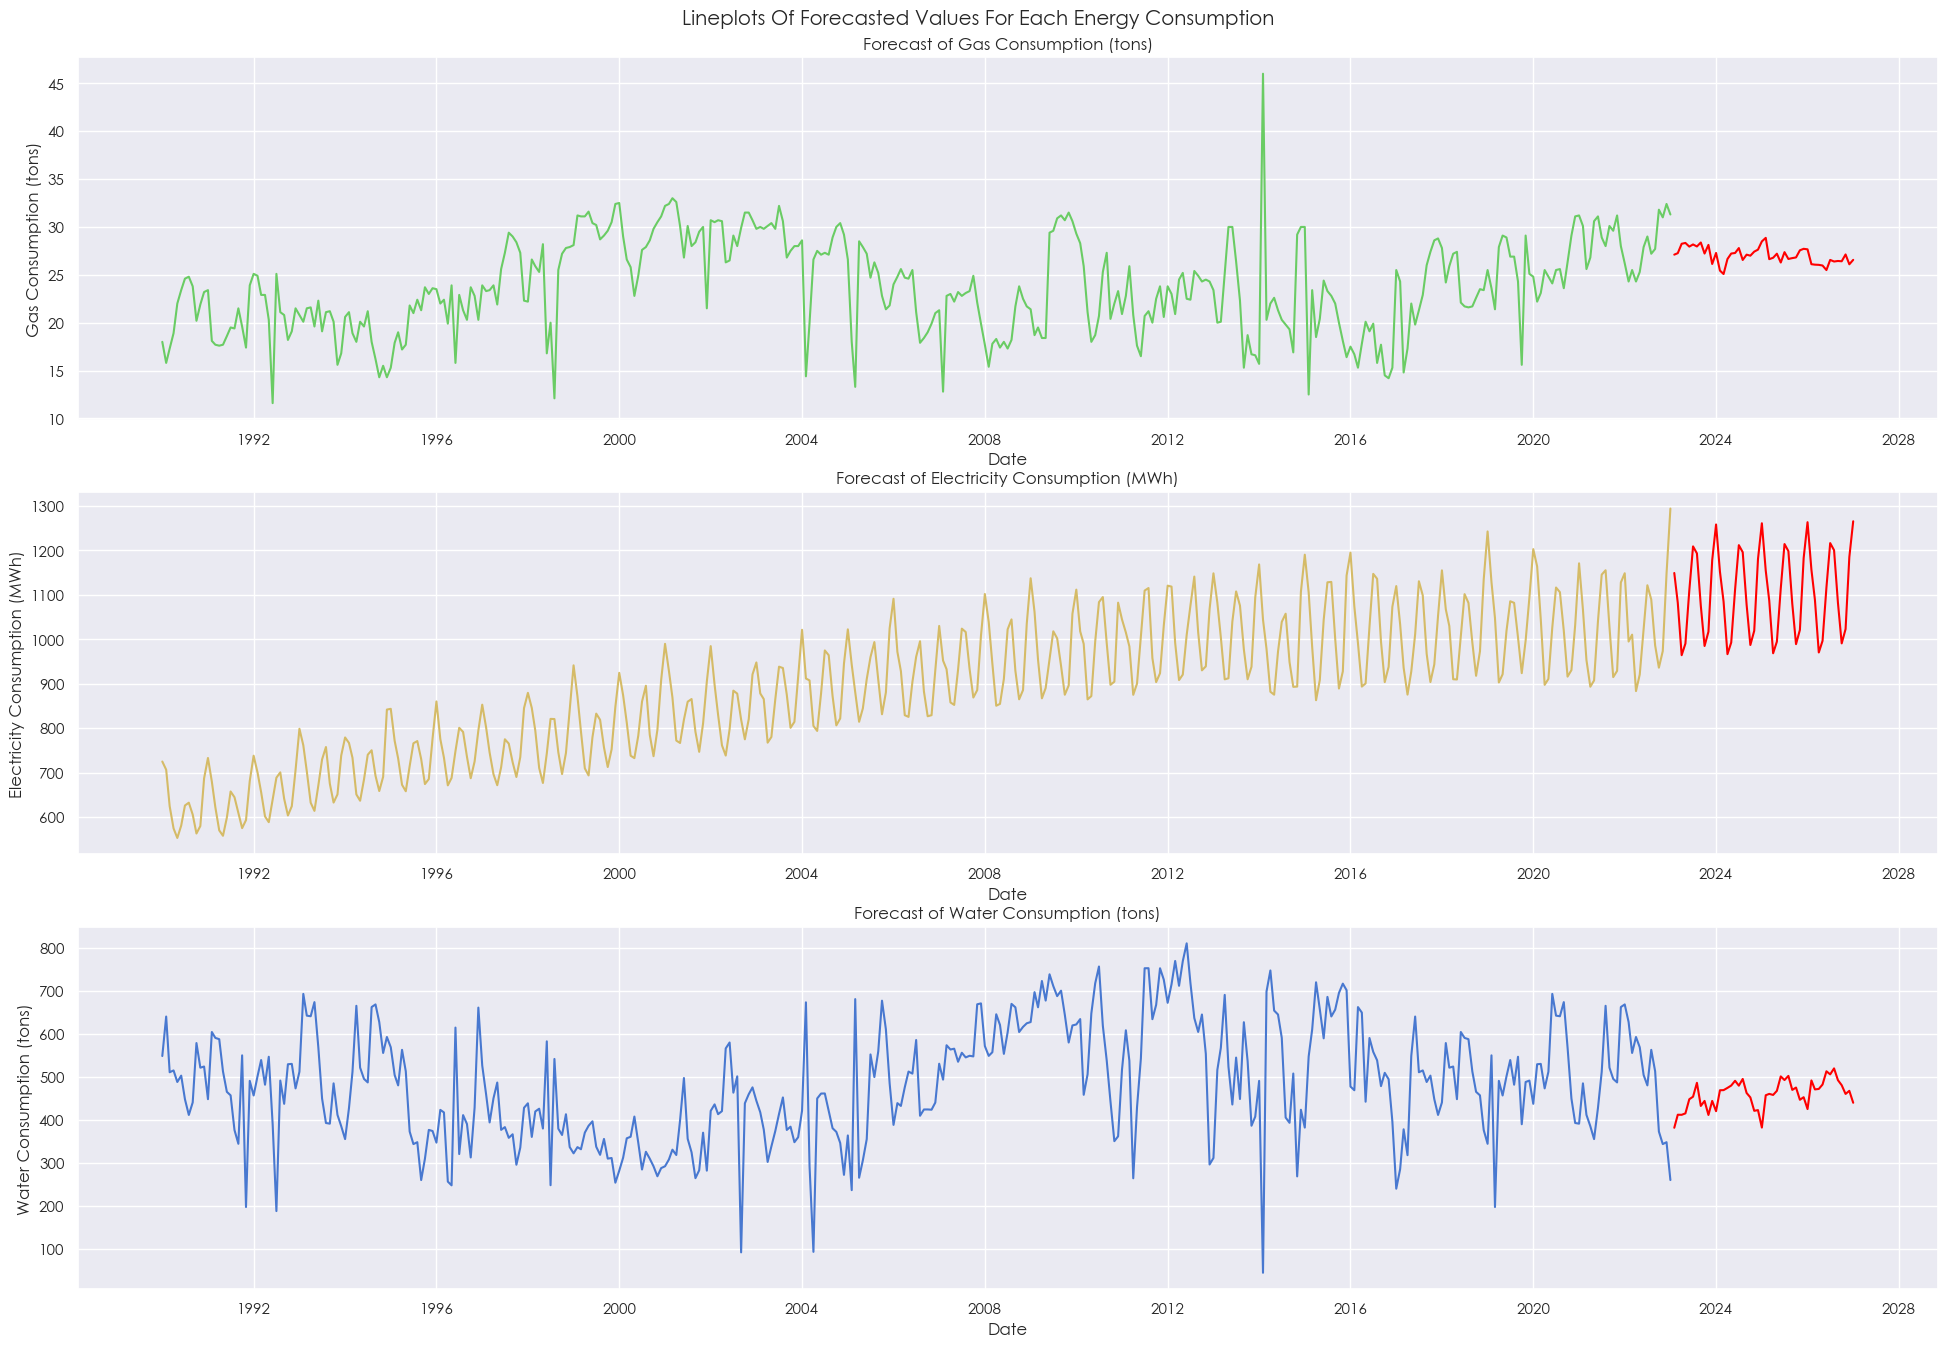 Lineplots Of Forecasted Values For Each Energy Consumption
Forecast of Gas Consumption (tons)
Gas Consumption (tons)
45
40
35
30
25
20
15
10
1992 1996 2000 2004 2008 2012 2016 2020 2024 2028
Date
Forecast of Electricity Consumption (MWh)
Electricity Consumption (MWh)
1300
1200
1100
1000
900
800
700
600
1992 1996 2000 2004 2008 2012 2016 2020 2024 2028
Date
Forecast of Water Consumption (tons)
Water Consumption (tons)
800
700
600
500
400
300
200
100
1992 1996 2000 2004 2008 2012 2016 2020 2024 2028
Date